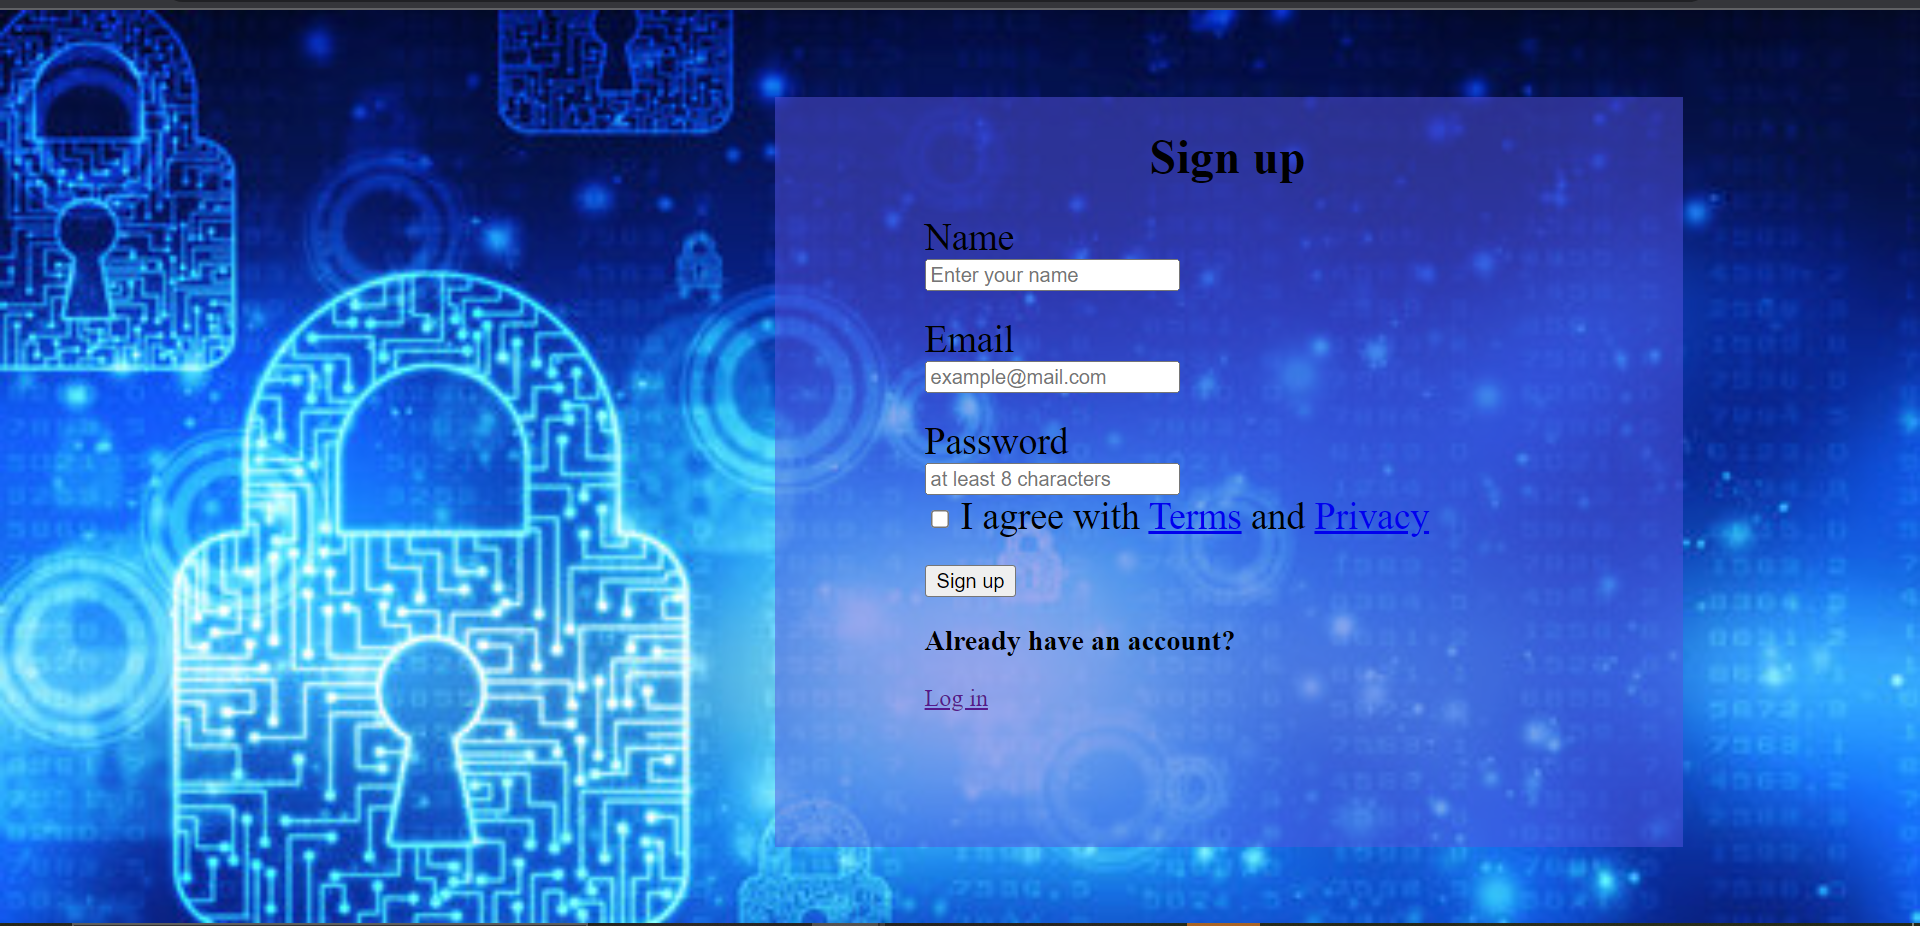 Sign up
Name
Enter your name
Email
example@mail.com
Password
at least 8 characters
I agree with Terms and Privacy
Sign up
Already have an account?
Log in